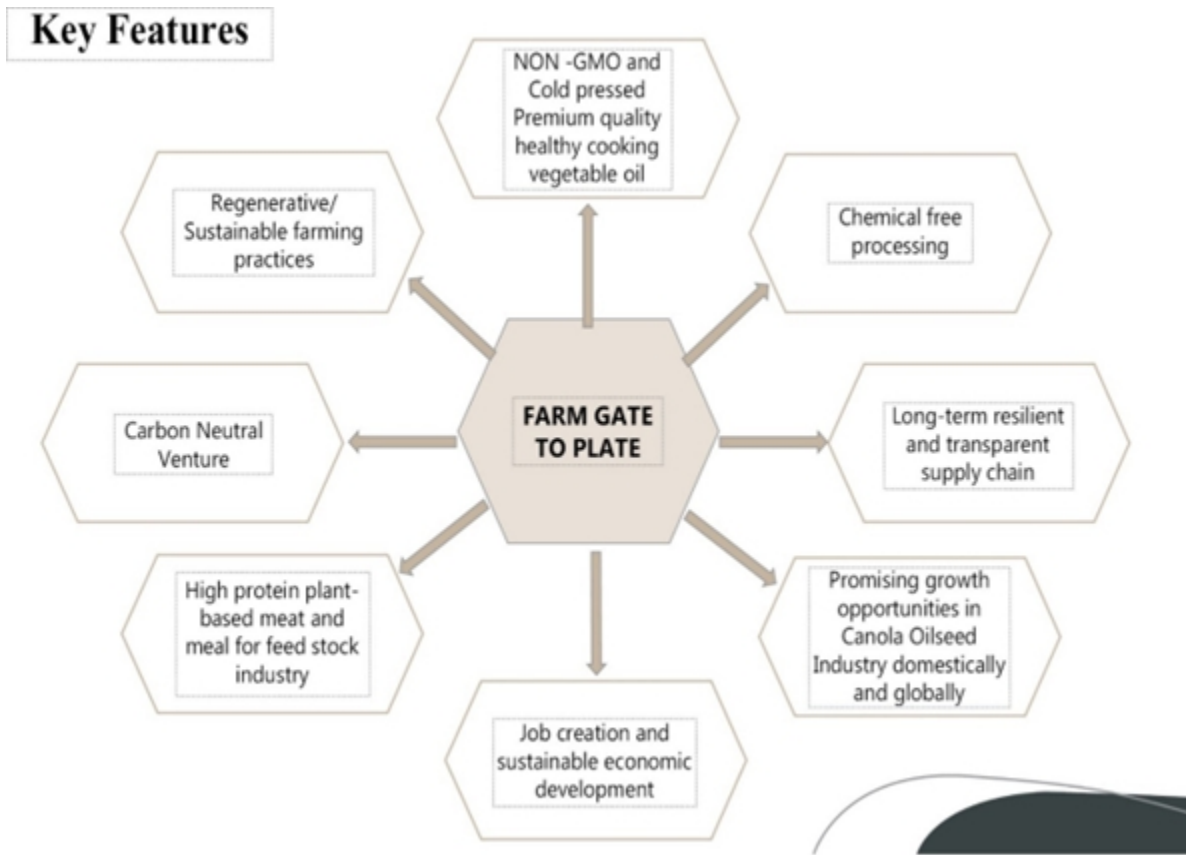 Key Features
NON -GMO and
Cold pressed
Premium quality
healthy cooking
vegetable oil
Chemical free
processing
Long-term resilient
and transparent
supply chain
Promising growth
opportunities in
Canola Oilseed
Industry domestically
and globally
Job creation and
sustainable economic
development
High protein plant-
based meat and
meal for feed stock
industry
Carbon Neutral
Venture
Regenerative/
Sustainable farming
practices
FARM GATE
TO PLATE